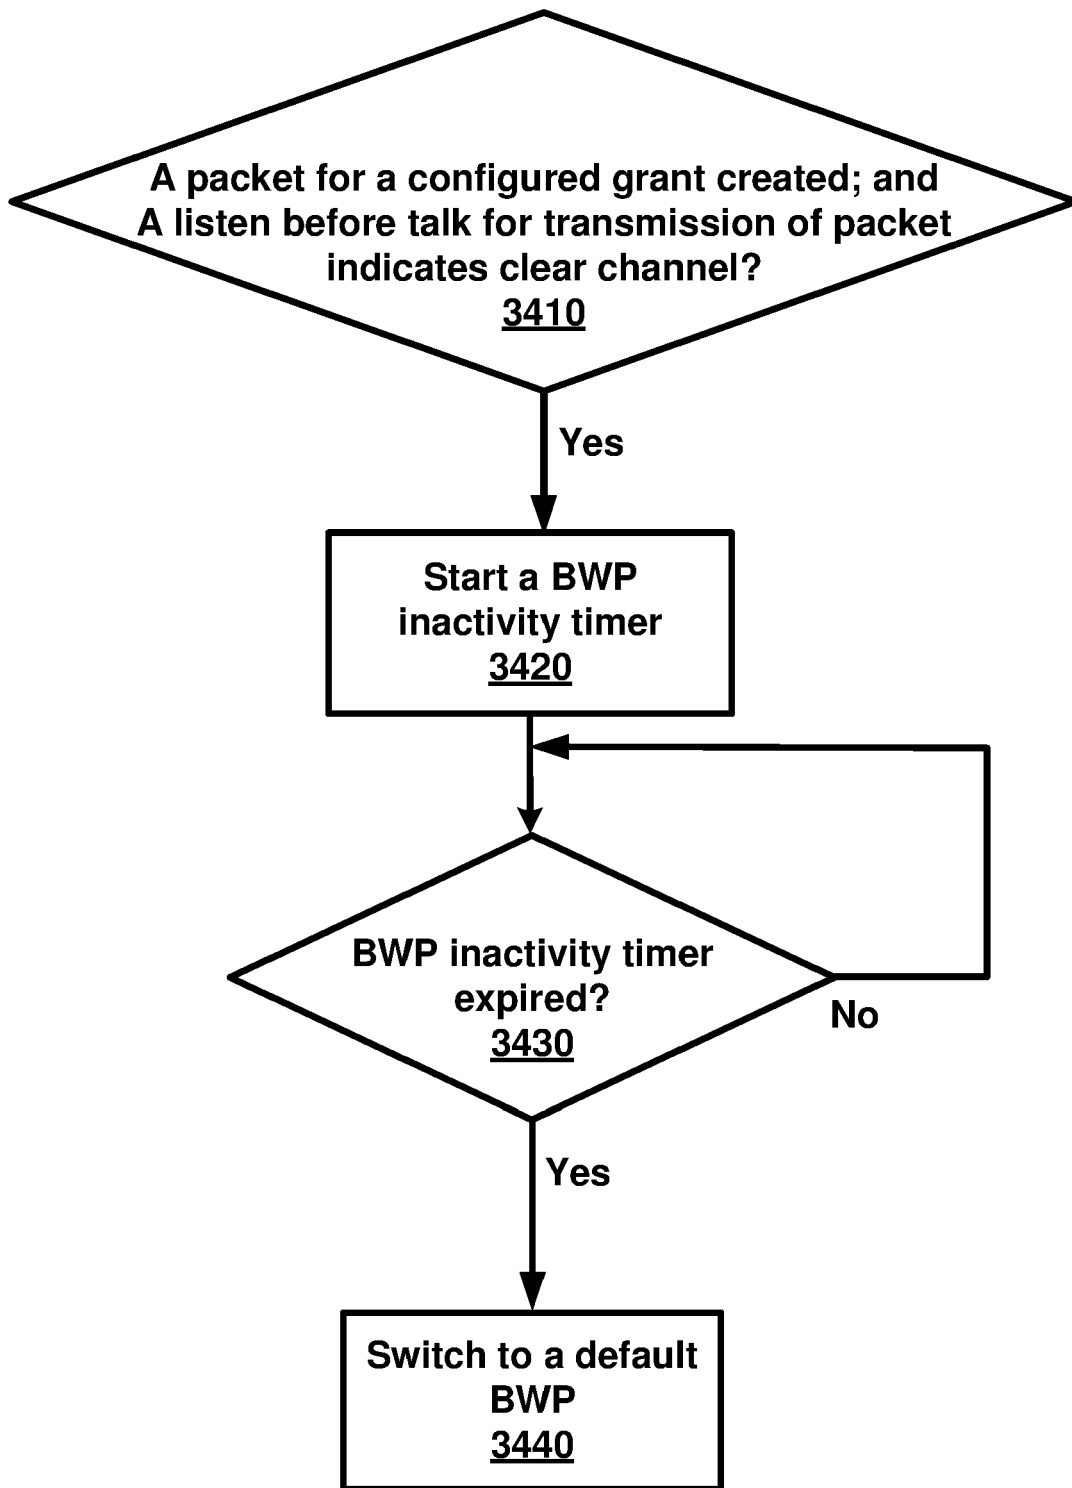 A packet for a configured grant created; and
A listen before talk for transmission of packet
indicates clear channel?
3410
Yes
Start a BWP
inactivity timer
3420
BWP inactivity timer
expired?
3430
No
Yes
Switch to a default
BWP
3440